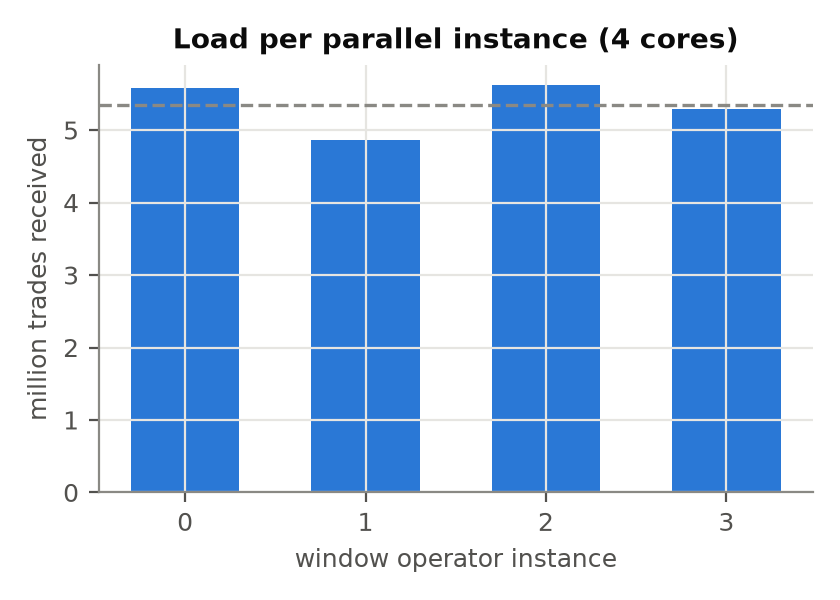 Load per parallel instance (4 cores)
million trades received
5
4
3
2
1
0
0 1 2 3
window operator instance